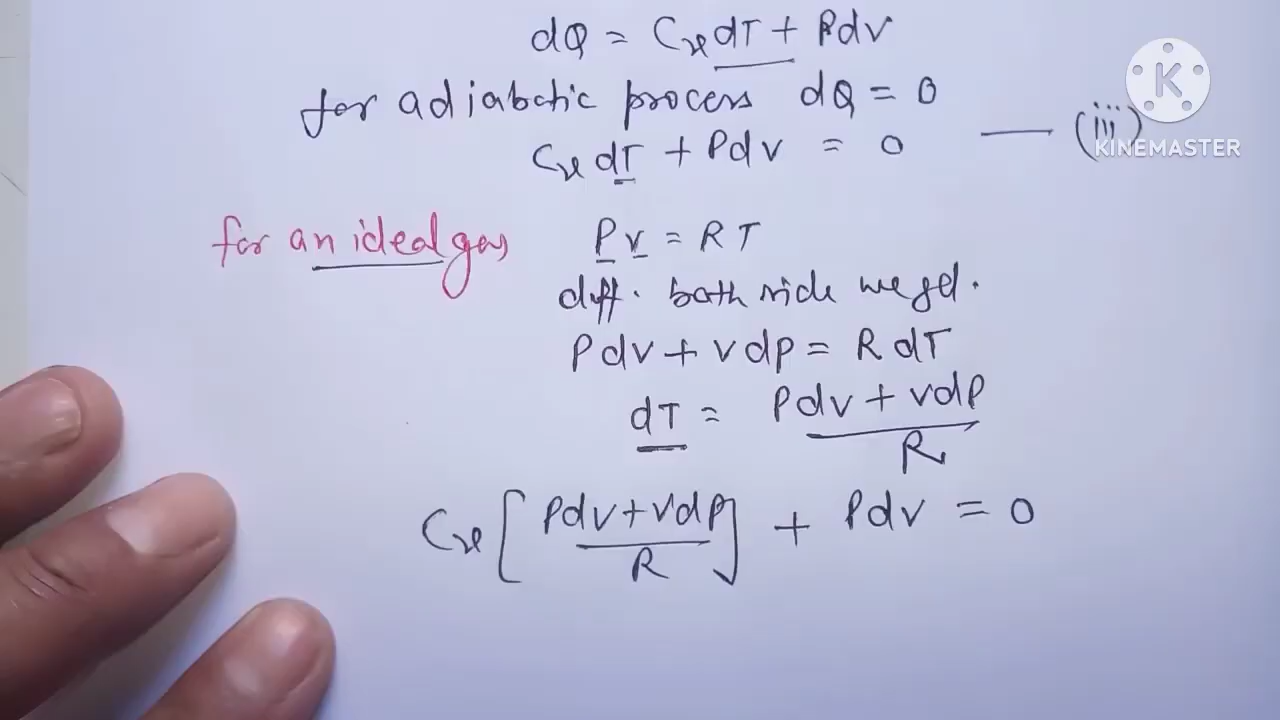 dQ = Cv dT + Pdv
for adiabatic process dQ = 0
Cv dT + Pdv = 0 — (iii)
KINEMASTER
for an ideal gas PV = RT
diff. both side we get.
Pdv + vdp = R dT
dT = Pdv + vdp / R
Cv [Pdv + vdp / R] + Pdv = 0